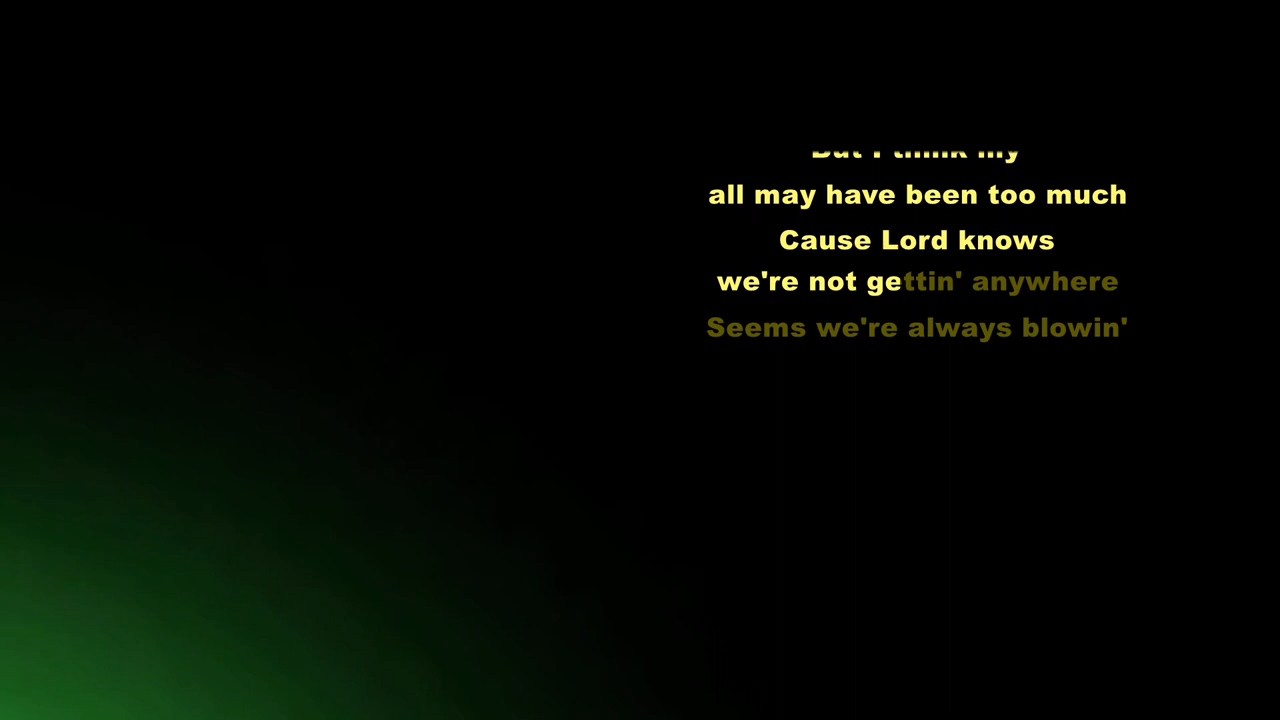 But I think my
all may have been too much
Cause Lord knows
we're not gettin' anywhere
Seems we're always blowin'